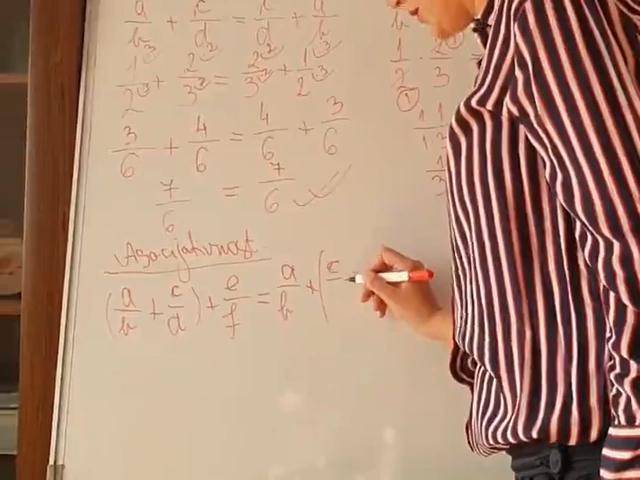 a/b + c/d = c/d + a/b
1/2 + 2/3 = 2/3 + 1/2
3/6 + 4/6 = 4/6 + 3/6
7/6 = 7/6 ✓
Asocijativnost
(a/b + c/d) + e/f = a/b + (c
1/2 · 2/3